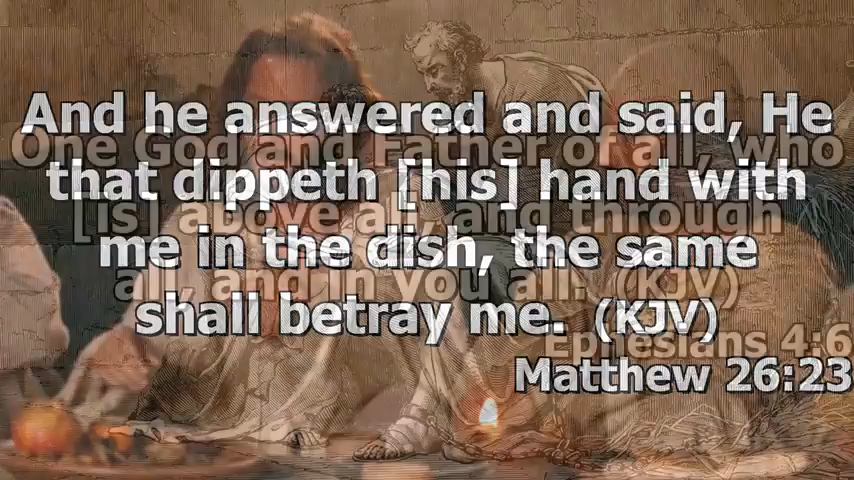 And he answered and said, He
that dippeth [his] hand with
me in the dish, the same
shall betray me. (KJV)
Matthew 26:23
One God and Father of all, who
[is] above all, and through
all, and in you all. (KJV)
Ephesians 4:6